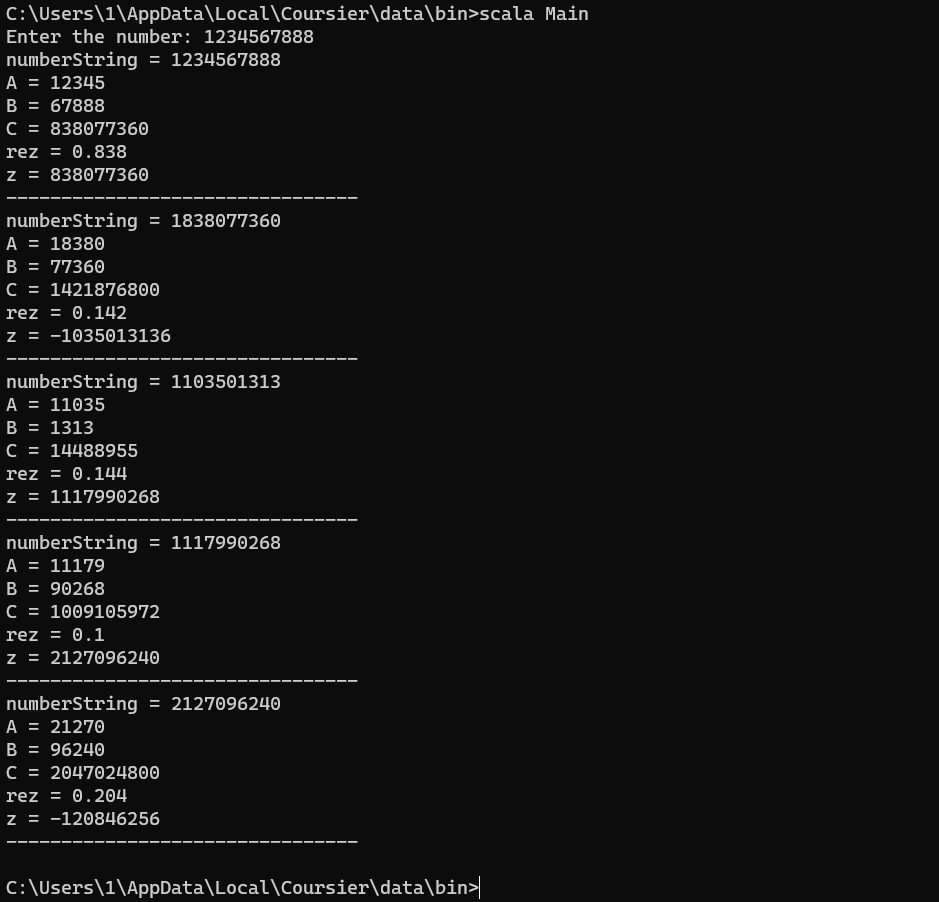 C:\Users\1\AppData\Local\Coursier\data\bin>scala Main
Enter the number: 1234567888
numberString = 1234567888
A = 12345
B = 67888
C = 838077360
rez = 0.838
z = 838077360
--------------------------------
numberString = 1838077360
A = 18380
B = 77360
C = 1421876800
rez = 0.142
z = -1035013136
--------------------------------
numberString = 1103501313
A = 11035
B = 1313
C = 14488955
rez = 0.144
z = 1117990268
--------------------------------
numberString = 1117990268
A = 11179
B = 90268
C = 1009105972
rez = 0.1
z = 2127096240
--------------------------------
numberString = 2127096240
A = 21270
B = 96240
C = 2047024800
rez = 0.204
z = -120846256
--------------------------------
C:\Users\1\AppData\Local\Coursier\data\bin>